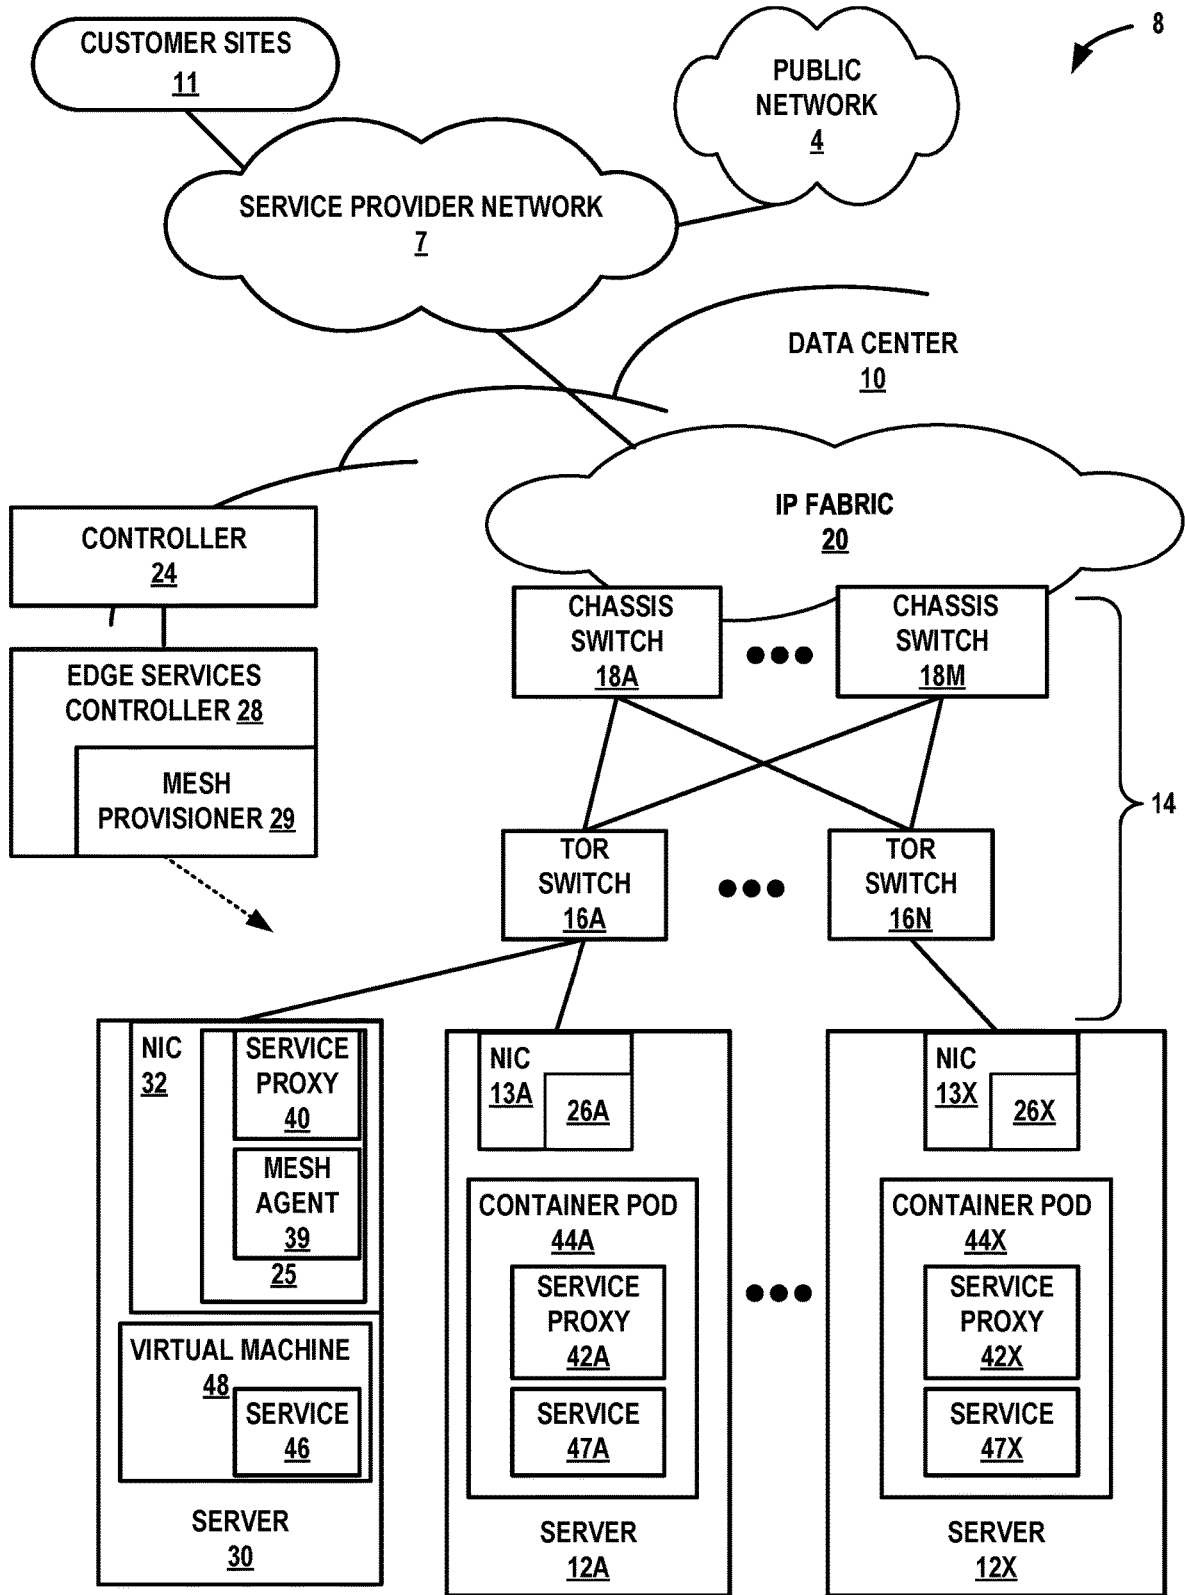 8
CUSTOMER SITES
11
PUBLIC
NETWORK
4
SERVICE PROVIDER NETWORK
7
DATA CENTER
10
IP FABRIC
20
CONTROLLER
24
EDGE SERVICES
CONTROLLER 28
MESH
PROVISIONER 29
CHASSIS
SWITCH
18A
CHASSIS
SWITCH
18M
14
TOR
SWITCH
16A
TOR
SWITCH
16N
NIC
32
SERVICE
PROXY
40
MESH
AGENT
39
25
VIRTUAL MACHINE
48
SERVICE
46
SERVER
30
NIC
13A
26A
CONTAINER POD
44A
SERVICE
PROXY
42A
SERVICE
47A
SERVER
12A
NIC
13X
26X
CONTAINER POD
44X
SERVICE
PROXY
42X
SERVICE
47X
SERVER
12X